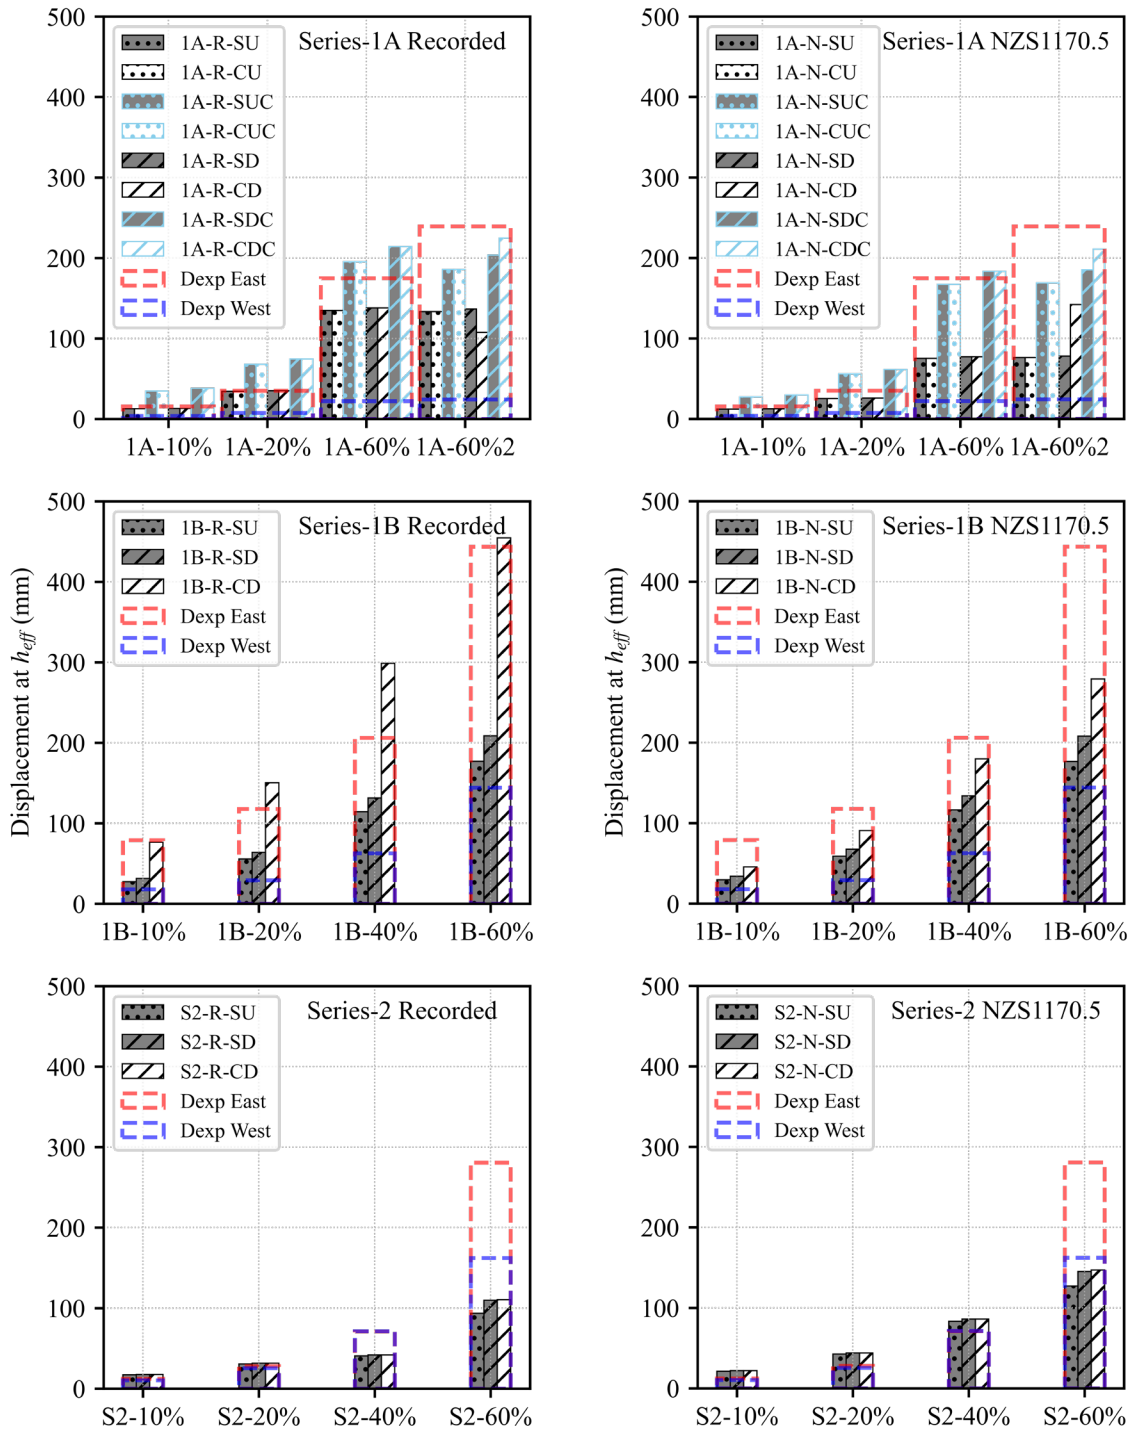 500
400
300
200
100
0
Series-1A Recorded
1A-R-SU
1A-R-CU
1A-R-SUC
1A-R-CUC
1A-R-SD
1A-R-CD
1A-R-SDC
1A-R-CDC
Dexp East
Dexp West
1A-10% 1A-20% 1A-60% 1A-60%2
500
400
300
200
100
0
Series-1A NZS1170.5
1A-N-SU
1A-N-CU
1A-N-SUC
1A-N-CUC
1A-N-SD
1A-N-CD
1A-N-SDC
1A-N-CDC
Dexp East
Dexp West
1A-10% 1A-20% 1A-60% 1A-60%2
Displacement at heff (mm)
500
400
300
200
100
0
Series-1B Recorded
1B-R-SU
1B-R-SD
1B-R-CD
Dexp East
Dexp West
1B-10% 1B-20% 1B-40% 1B-60%
Displacement at heff (mm)
500
400
300
200
100
0
Series-1B NZS1170.5
1B-N-SU
1B-N-SD
1B-N-CD
Dexp East
Dexp West
1B-10% 1B-20% 1B-40% 1B-60%
500
400
300
200
100
0
Series-2 Recorded
S2-R-SU
S2-R-SD
S2-R-CD
Dexp East
Dexp West
S2-10% S2-20% S2-40% S2-60%
500
400
300
200
100
0
Series-2 NZS1170.5
S2-N-SU
S2-N-SD
S2-N-CD
Dexp East
Dexp West
S2-10% S2-20% S2-40% S2-60%